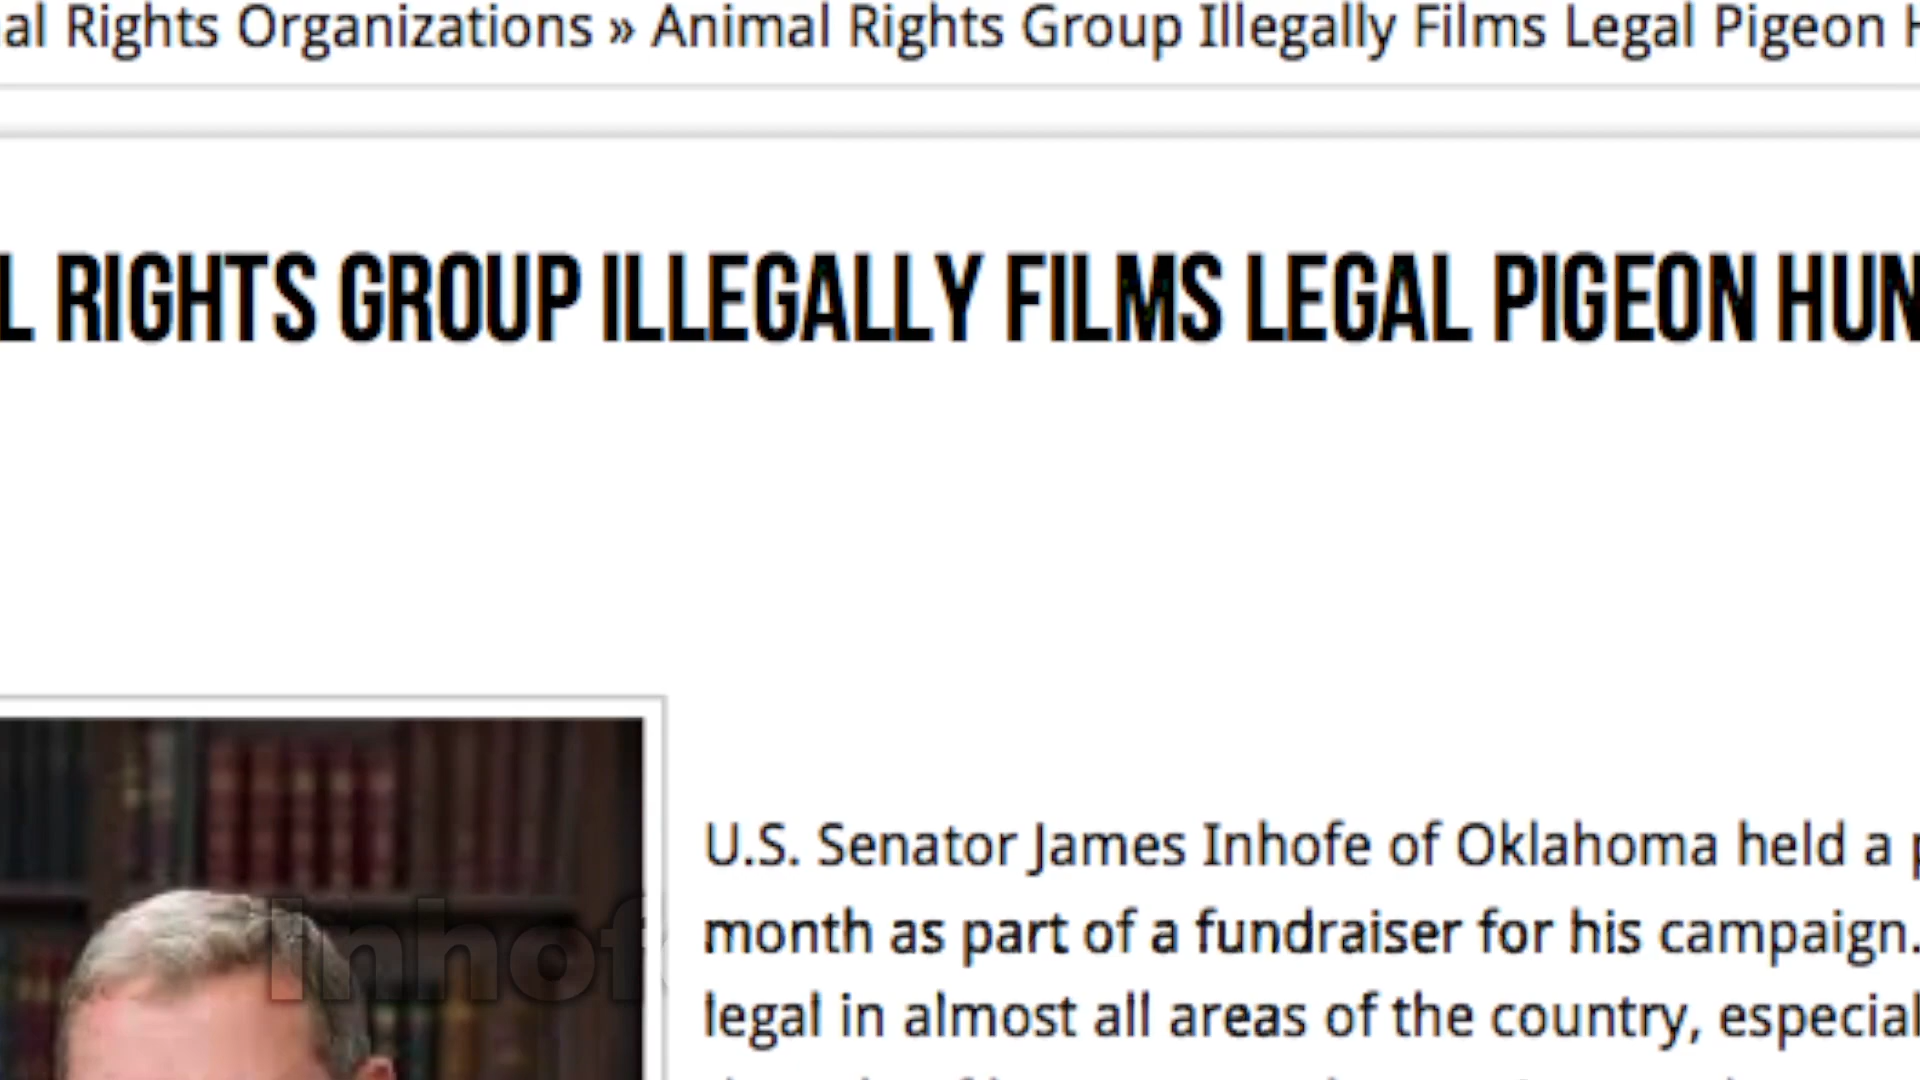 al Rights Organizations » Animal Rights Group Illegally Films Legal Pigeon H
L RIGHTS GROUP ILLEGALLY FILMS LEGAL PIGEON HUN
U.S. Senator James Inhofe of Oklahoma held a p
month as part of a fundraiser for his campaign.
legal in almost all areas of the country, especial
Inhof